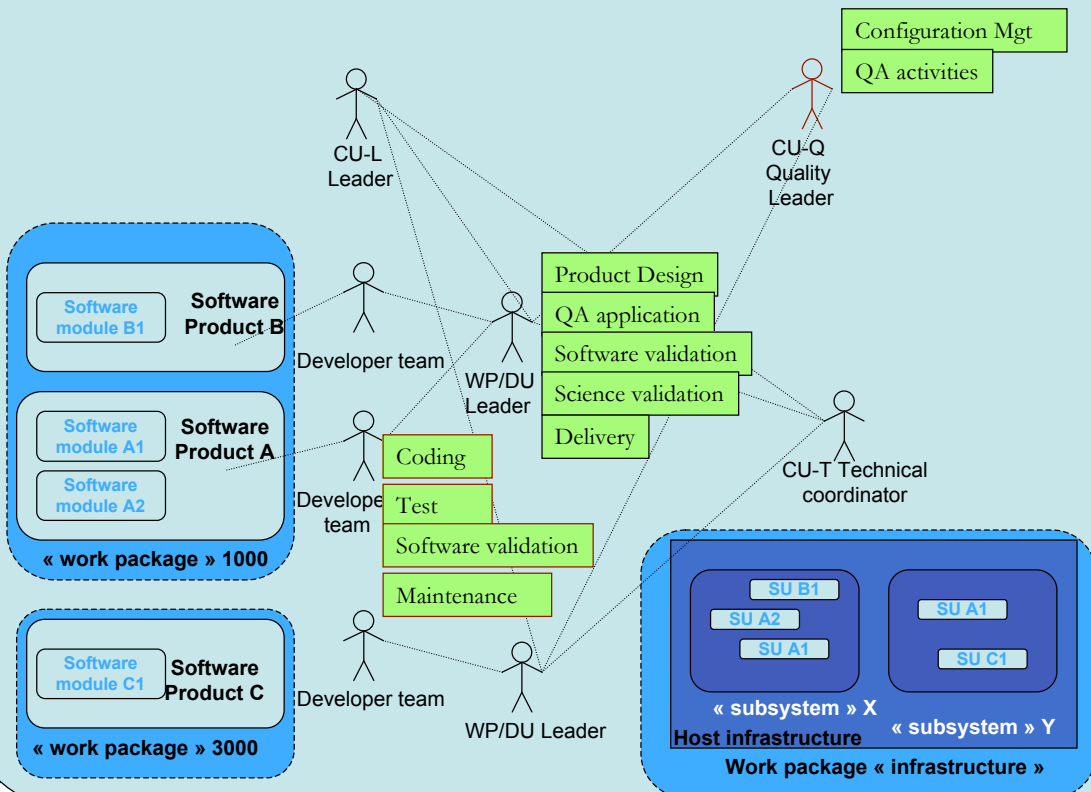 Configuration Mgt
QA activities
CU-L
Leader
CU-Q
Quality
Leader
Product Design
QA application
Software validation
Science validation
Delivery
Software
module B1
Software
Product B
Developer team
WP/DU
Leader
Software
module A1
Software
module A2
Software
Product A
« work package » 1000
Develope
team
Coding
Test
Software validation
Maintenance
CU-T Technical
coordinator
Software
module C1
Software
Product C
« work package » 3000
Developer team
WP/DU Leader
SU B1
SU A2
SU A1
« subsystem » X
SU A1
SU C1
« subsystem » Y
Host infrastructure
Work package « infrastructure »